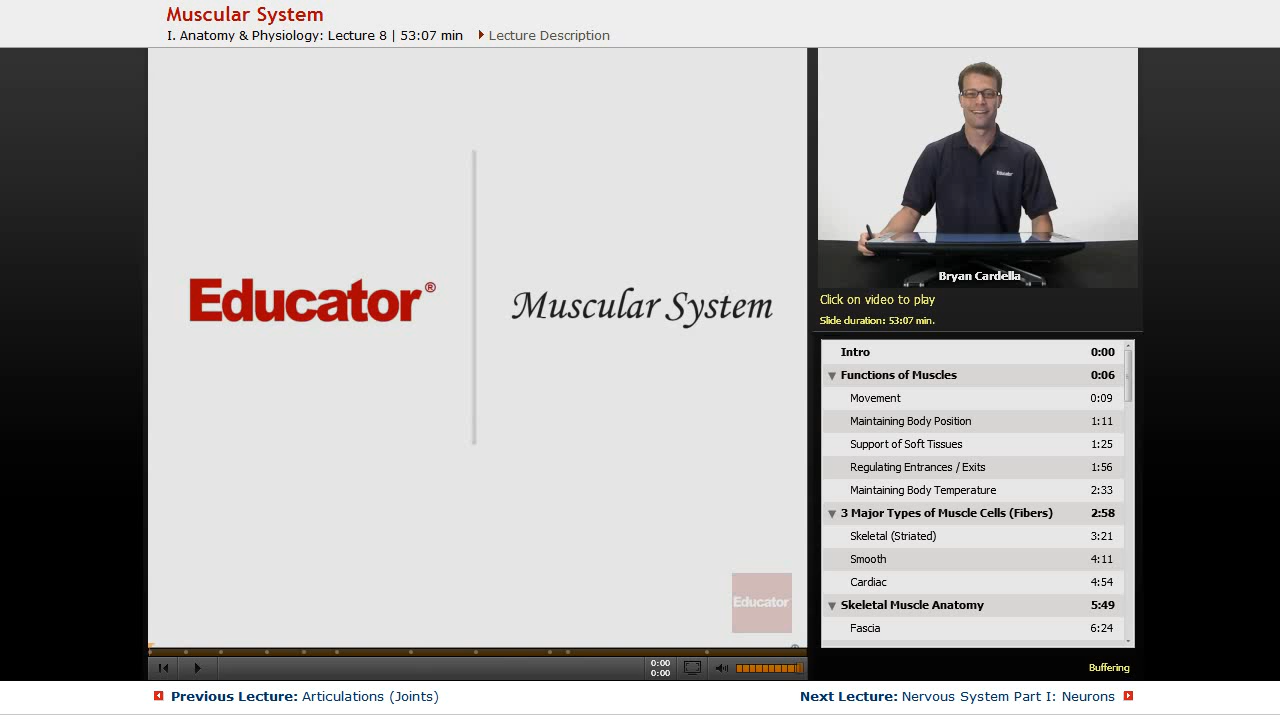 Muscular System
I. Anatomy & Physiology: Lecture 8 | 53:07 min Lecture Description
Educator®
Muscular System
Educator
Educator
Bryan Cardella
Click on video to play
Slide duration: 53:07 min.
Intro 0:00
Functions of Muscles 0:06
Movement 0:09
Maintaining Body Position 1:11
Support of Soft Tissues 1:25
Regulating Entrances / Exits 1:56
Maintaining Body Temperature 2:33
3 Major Types of Muscle Cells (Fibers) 2:58
Skeletal (Striated) 3:21
Smooth 4:11
Cardiac 4:54
Skeletal Muscle Anatomy 5:49
Fascia 6:24
0:00
0:00
Buffering
Previous Lecture: Articulations (Joints)
Next Lecture: Nervous System Part I: Neurons